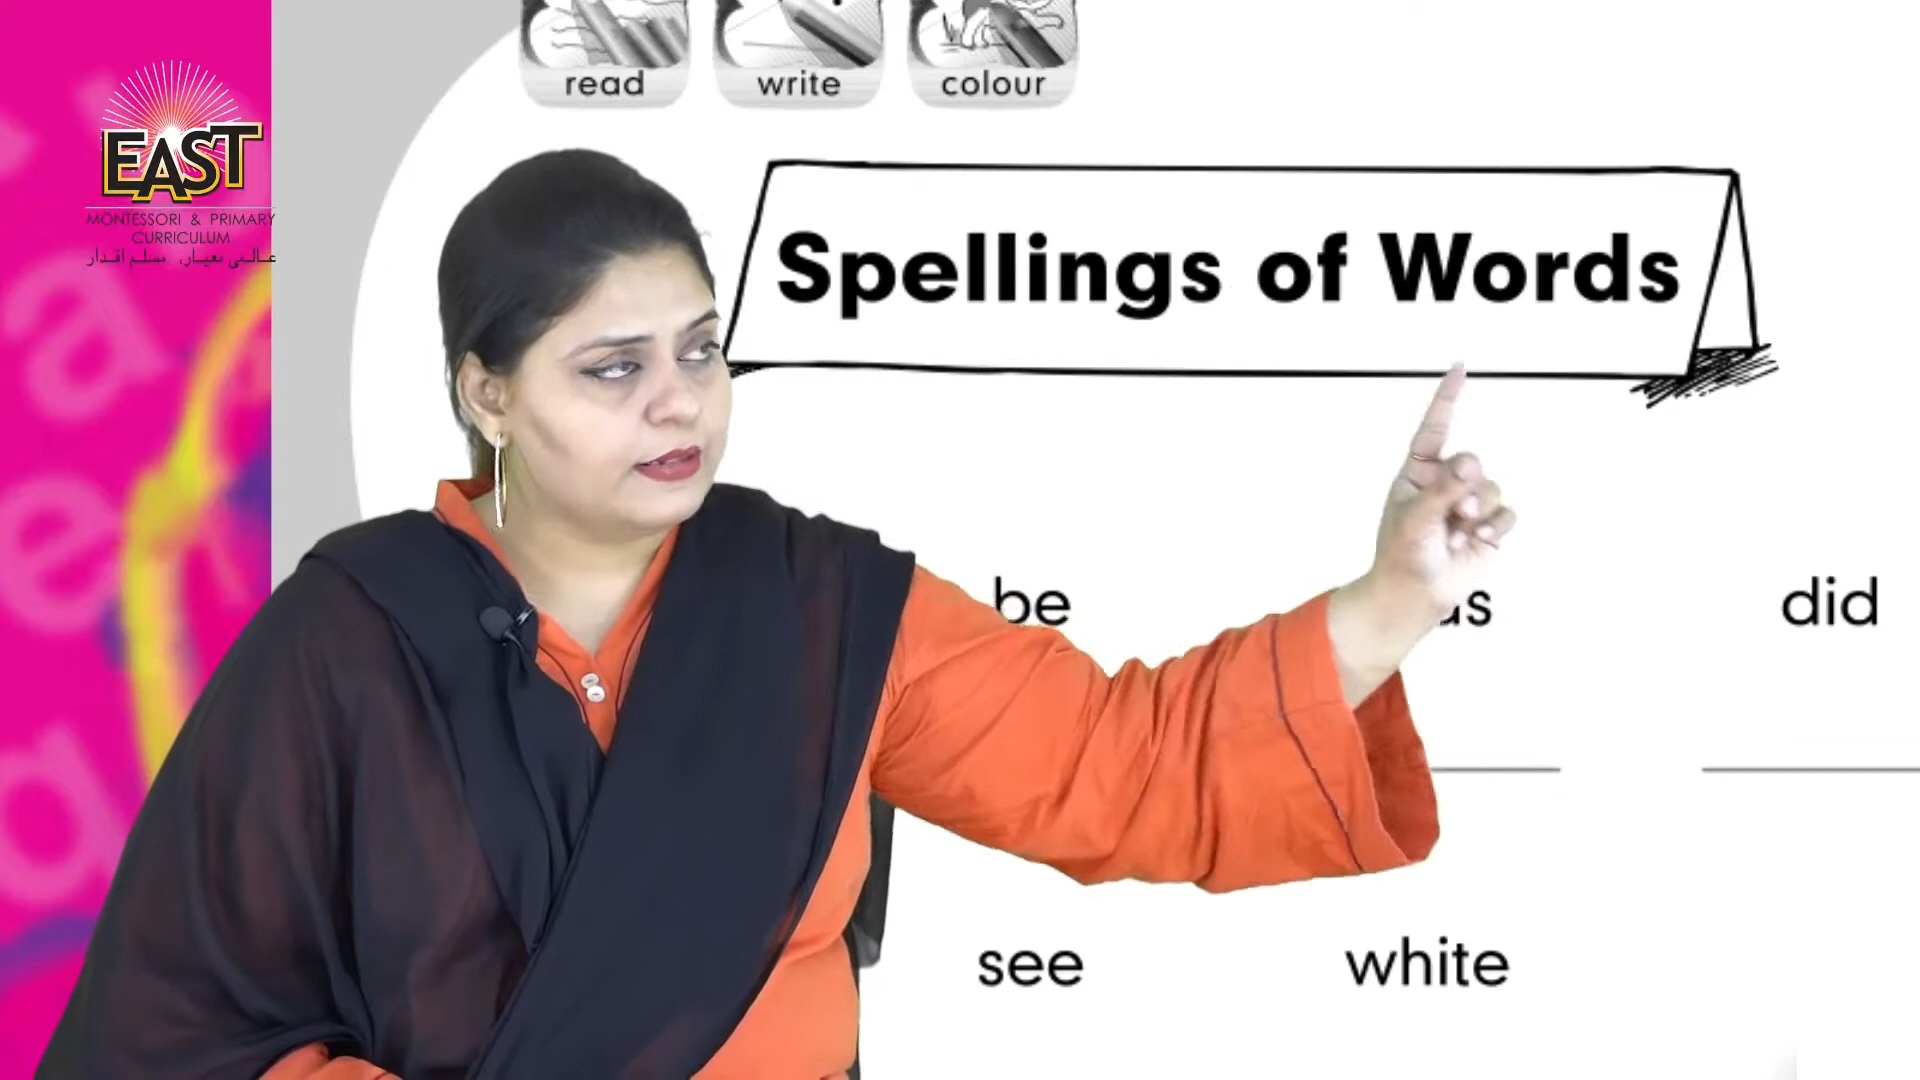 read write colour
EAST
MONTESSORI & PRIMARY
CURRICULUM
عالمی معیار، مسلم اقدار
Spellings of Words
be did
see white